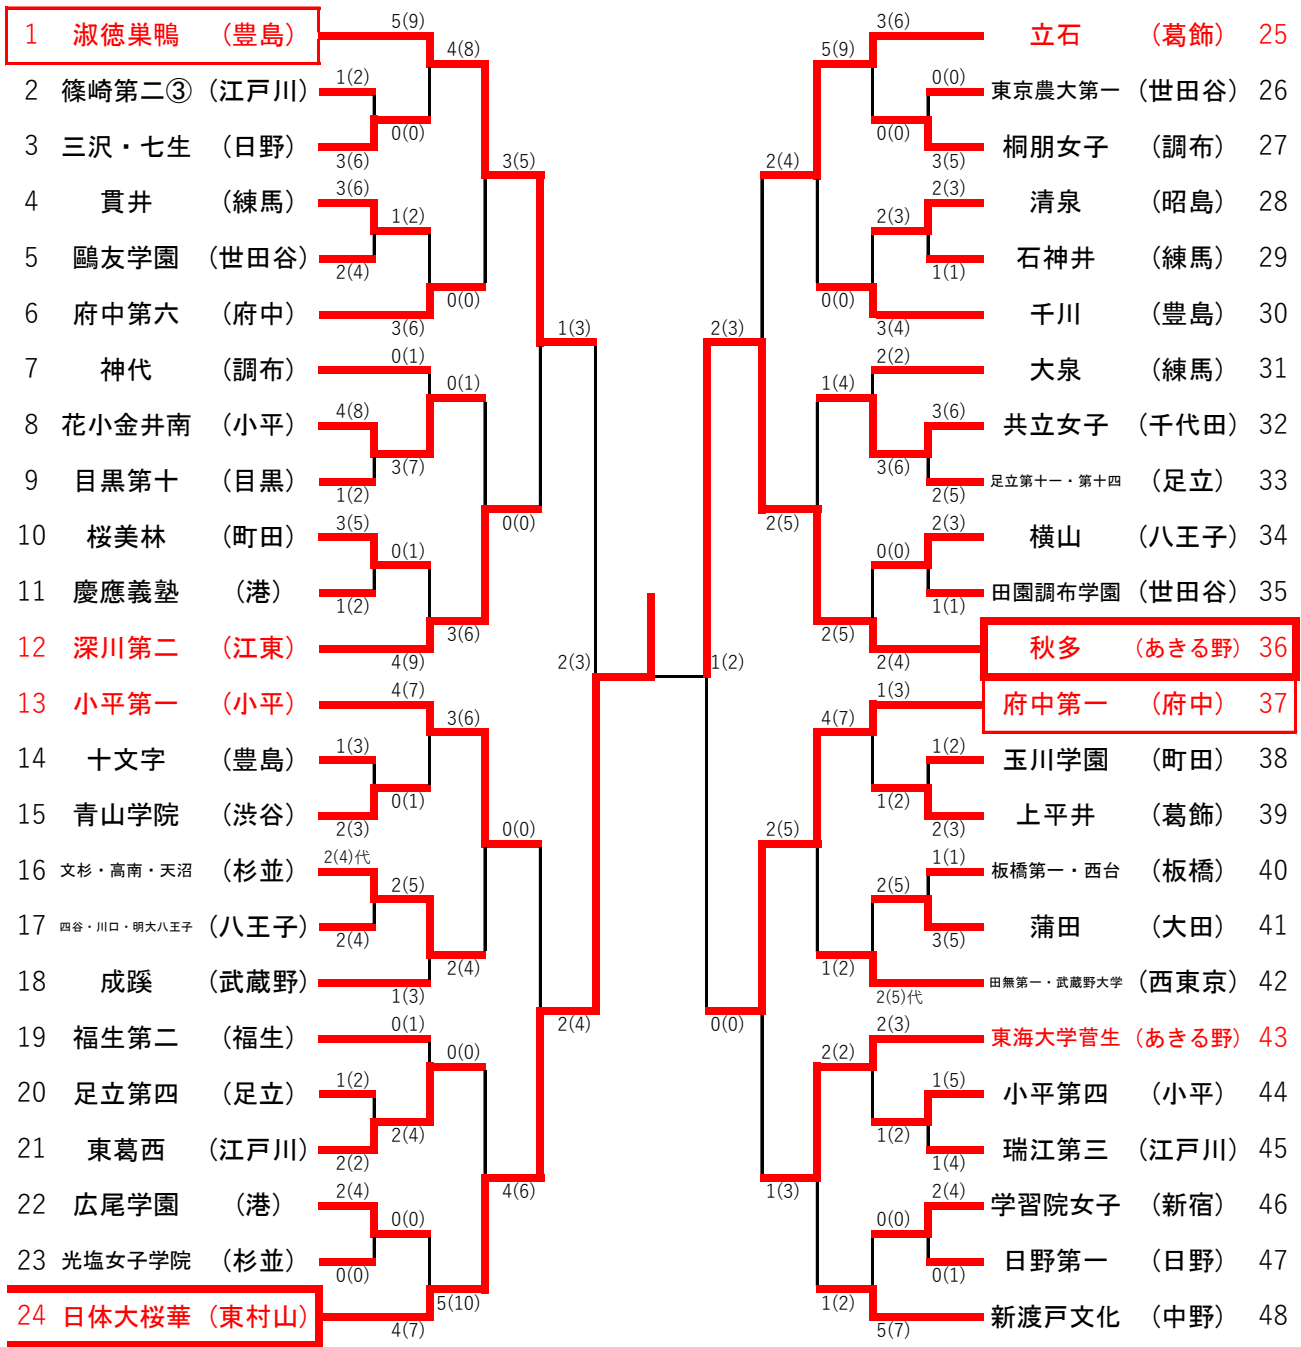 1 淑徳巣鴨 (豊島)
2 篠崎第二③ (江戸川)
3 三沢・七生 (日野)
4 貫井 (練馬)
5 鷗友学園 (世田谷)
6 府中第六 (府中)
7 神代 (調布)
8 花小金井南 (小平)
9 目黒第十 (目黒)
10 桜美林 (町田)
11 慶應義塾 (港)
12 深川第二 (江東)
13 小平第一 (小平)
14 十文字 (豊島)
15 青山学院 (渋谷)
16 文杉・高南・天沼 (杉並)
17 四谷・川口・明大八王子 (八王子)
18 成蹊 (武蔵野)
19 福生第二 (福生)
20 足立第四 (足立)
21 東葛西 (江戸川)
22 広尾学園 (港)
23 光塩女子学院 (杉並)
24 日体大桜華 (東村山)
5(9)
1(2)
0(0)
3(6)
3(6)
1(2)
2(4)
3(6)
0(1)
4(8)
3(7)
1(2)
3(5)
0(1)
1(2)
4(9)
4(7)
1(3)
0(1)
2(3)
2(4)代
2(5)
2(4)
1(3)
0(1)
1(2)
2(4)
2(2)
2(4)
0(0)
0(0)
4(7)
4(8)
0(0)
0(1)
3(6)
3(6)
2(4)
0(0)
5(10)
3(5)
0(0)
0(0)
4(6)
1(3)
2(4)
2(3)
1(2)
2(3)
0(0)
2(4)
2(5)
2(5)
1(3)
5(9)
0(0)
1(4)
2(5)
4(7)
1(2)
2(2)
1(2)
3(6)
0(0)
0(0)
3(5)
2(3)
2(3)
1(1)
3(4)
2(2)
3(6)
3(6)
2(5)
2(3)
0(0)
1(1)
2(4)
1(3)
1(2)
1(2)
2(3)
1(1)
2(5)
3(5)
2(5)代
2(3)
1(5)
1(2)
1(4)
2(4)
0(0)
0(1)
5(7)
立石 (葛飾) 25
東京農大第一 (世田谷) 26
桐朋女子 (調布) 27
清泉 (昭島) 28
石神井 (練馬) 29
千川 (豊島) 30
大泉 (練馬) 31
共立女子 (千代田) 32
足立第十一・第十四 (足立) 33
横山 (八王子) 34
田園調布学園 (世田谷) 35
秋多 (あきる野) 36
府中第一 (府中) 37
玉川学園 (町田) 38
上平井 (葛飾) 39
板橋第一・西台 (板橋) 40
蒲田 (大田) 41
田無第一・武蔵野大学 (西東京) 42
東海大学菅生 (あきる野) 43
小平第四 (小平) 44
瑞江第三 (江戸川) 45
学習院女子 (新宿) 46
日野第一 (日野) 47
新渡戸文化 (中野) 48